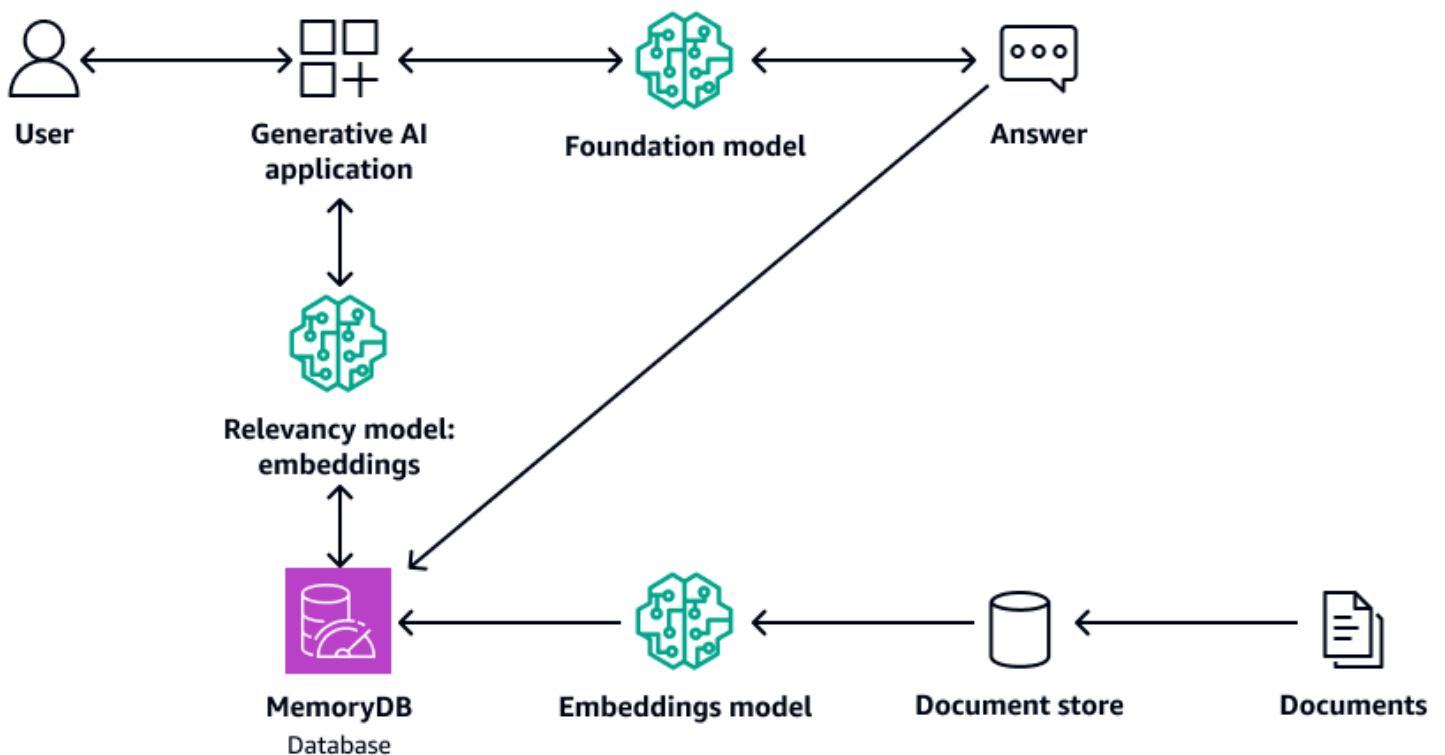 User
Generative AI
application
Foundation model
Answer
Relevancy model:
embeddings
MemoryDB
Database
Embeddings model
Document store
Documents